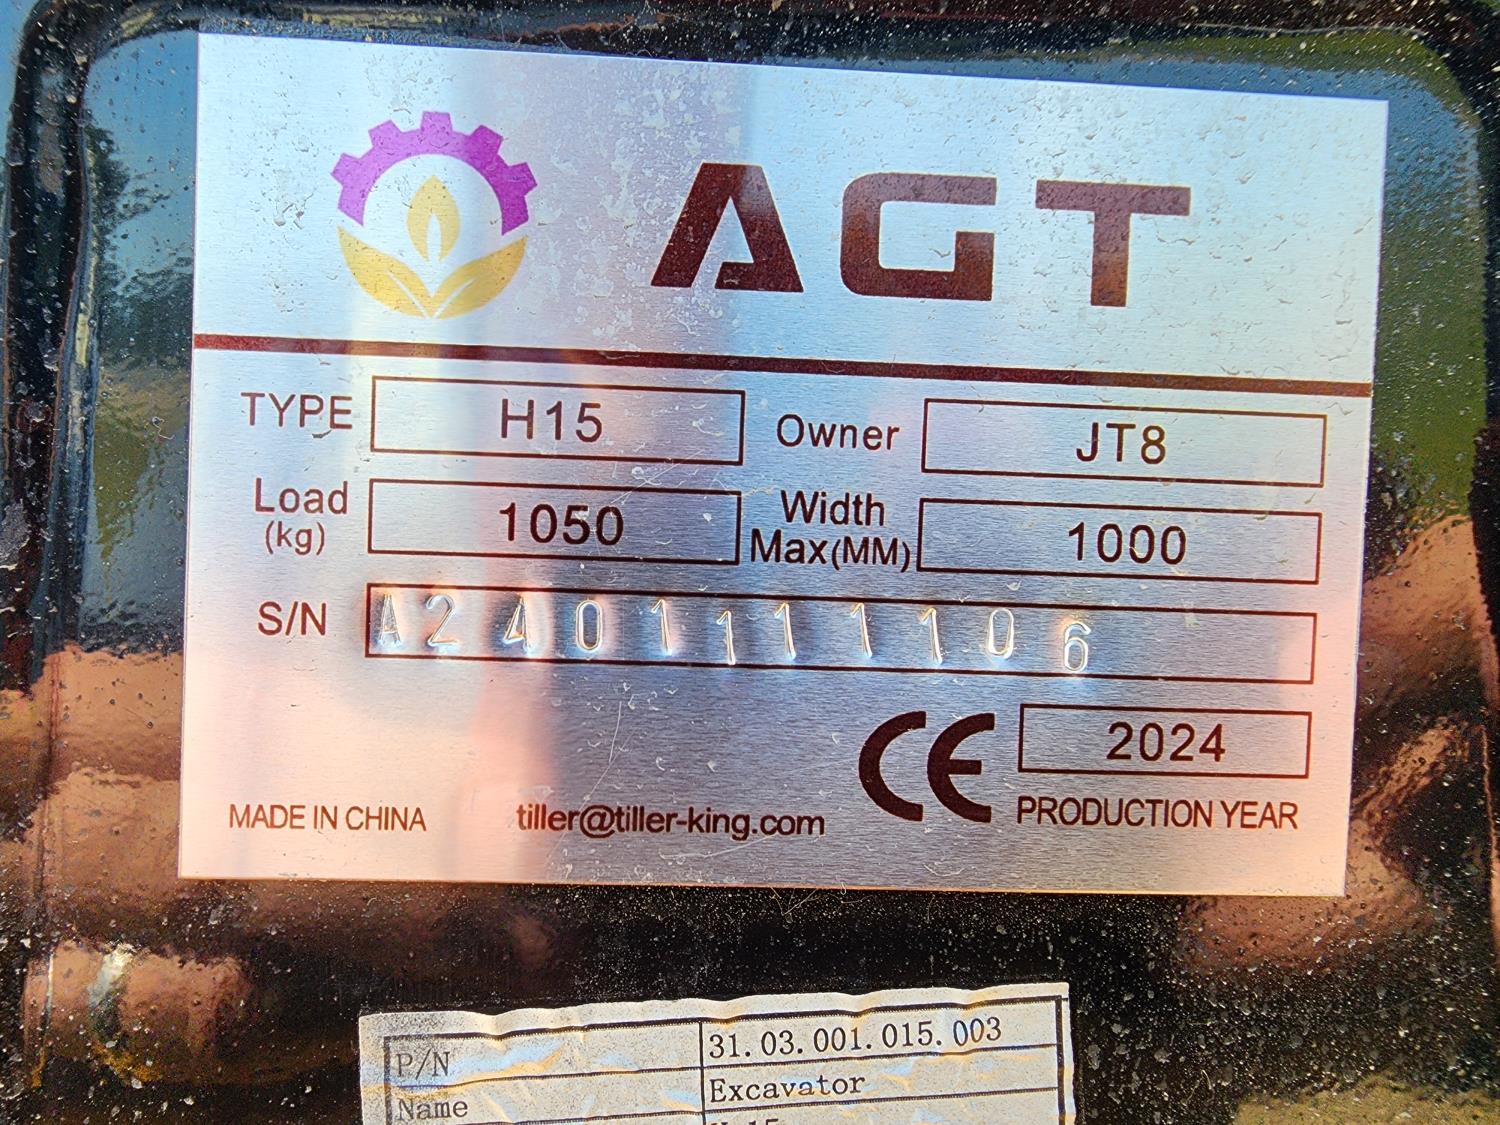 AGT
TYPE H15 Owner JT8
Load (kg) 1050 Width Max(MM) 1000
S/N A2401111106
CE 2024
MADE IN CHINA tiller@tiller-king.com PRODUCTION YEAR
P/N 31.03.001.015.003
Name Excavator